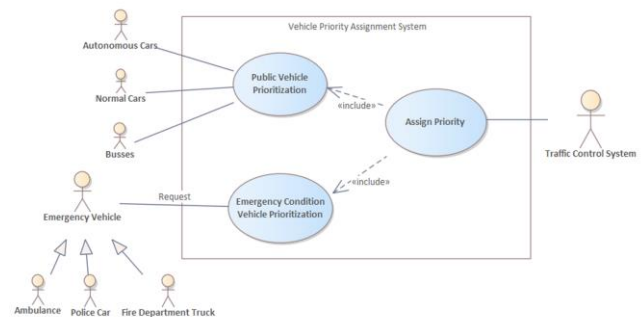 Vehicle Priority Assignment System
Autonomous Cars
Public Vehicle
Prioritization
Normal Cars
«include»
Assign Priority
Busses
Traffic Control System
Emergency Vehicle
Request
«include»
Emergency Condition
Vehicle Prioritization
Ambulance
Police Car
Fire Department Truck